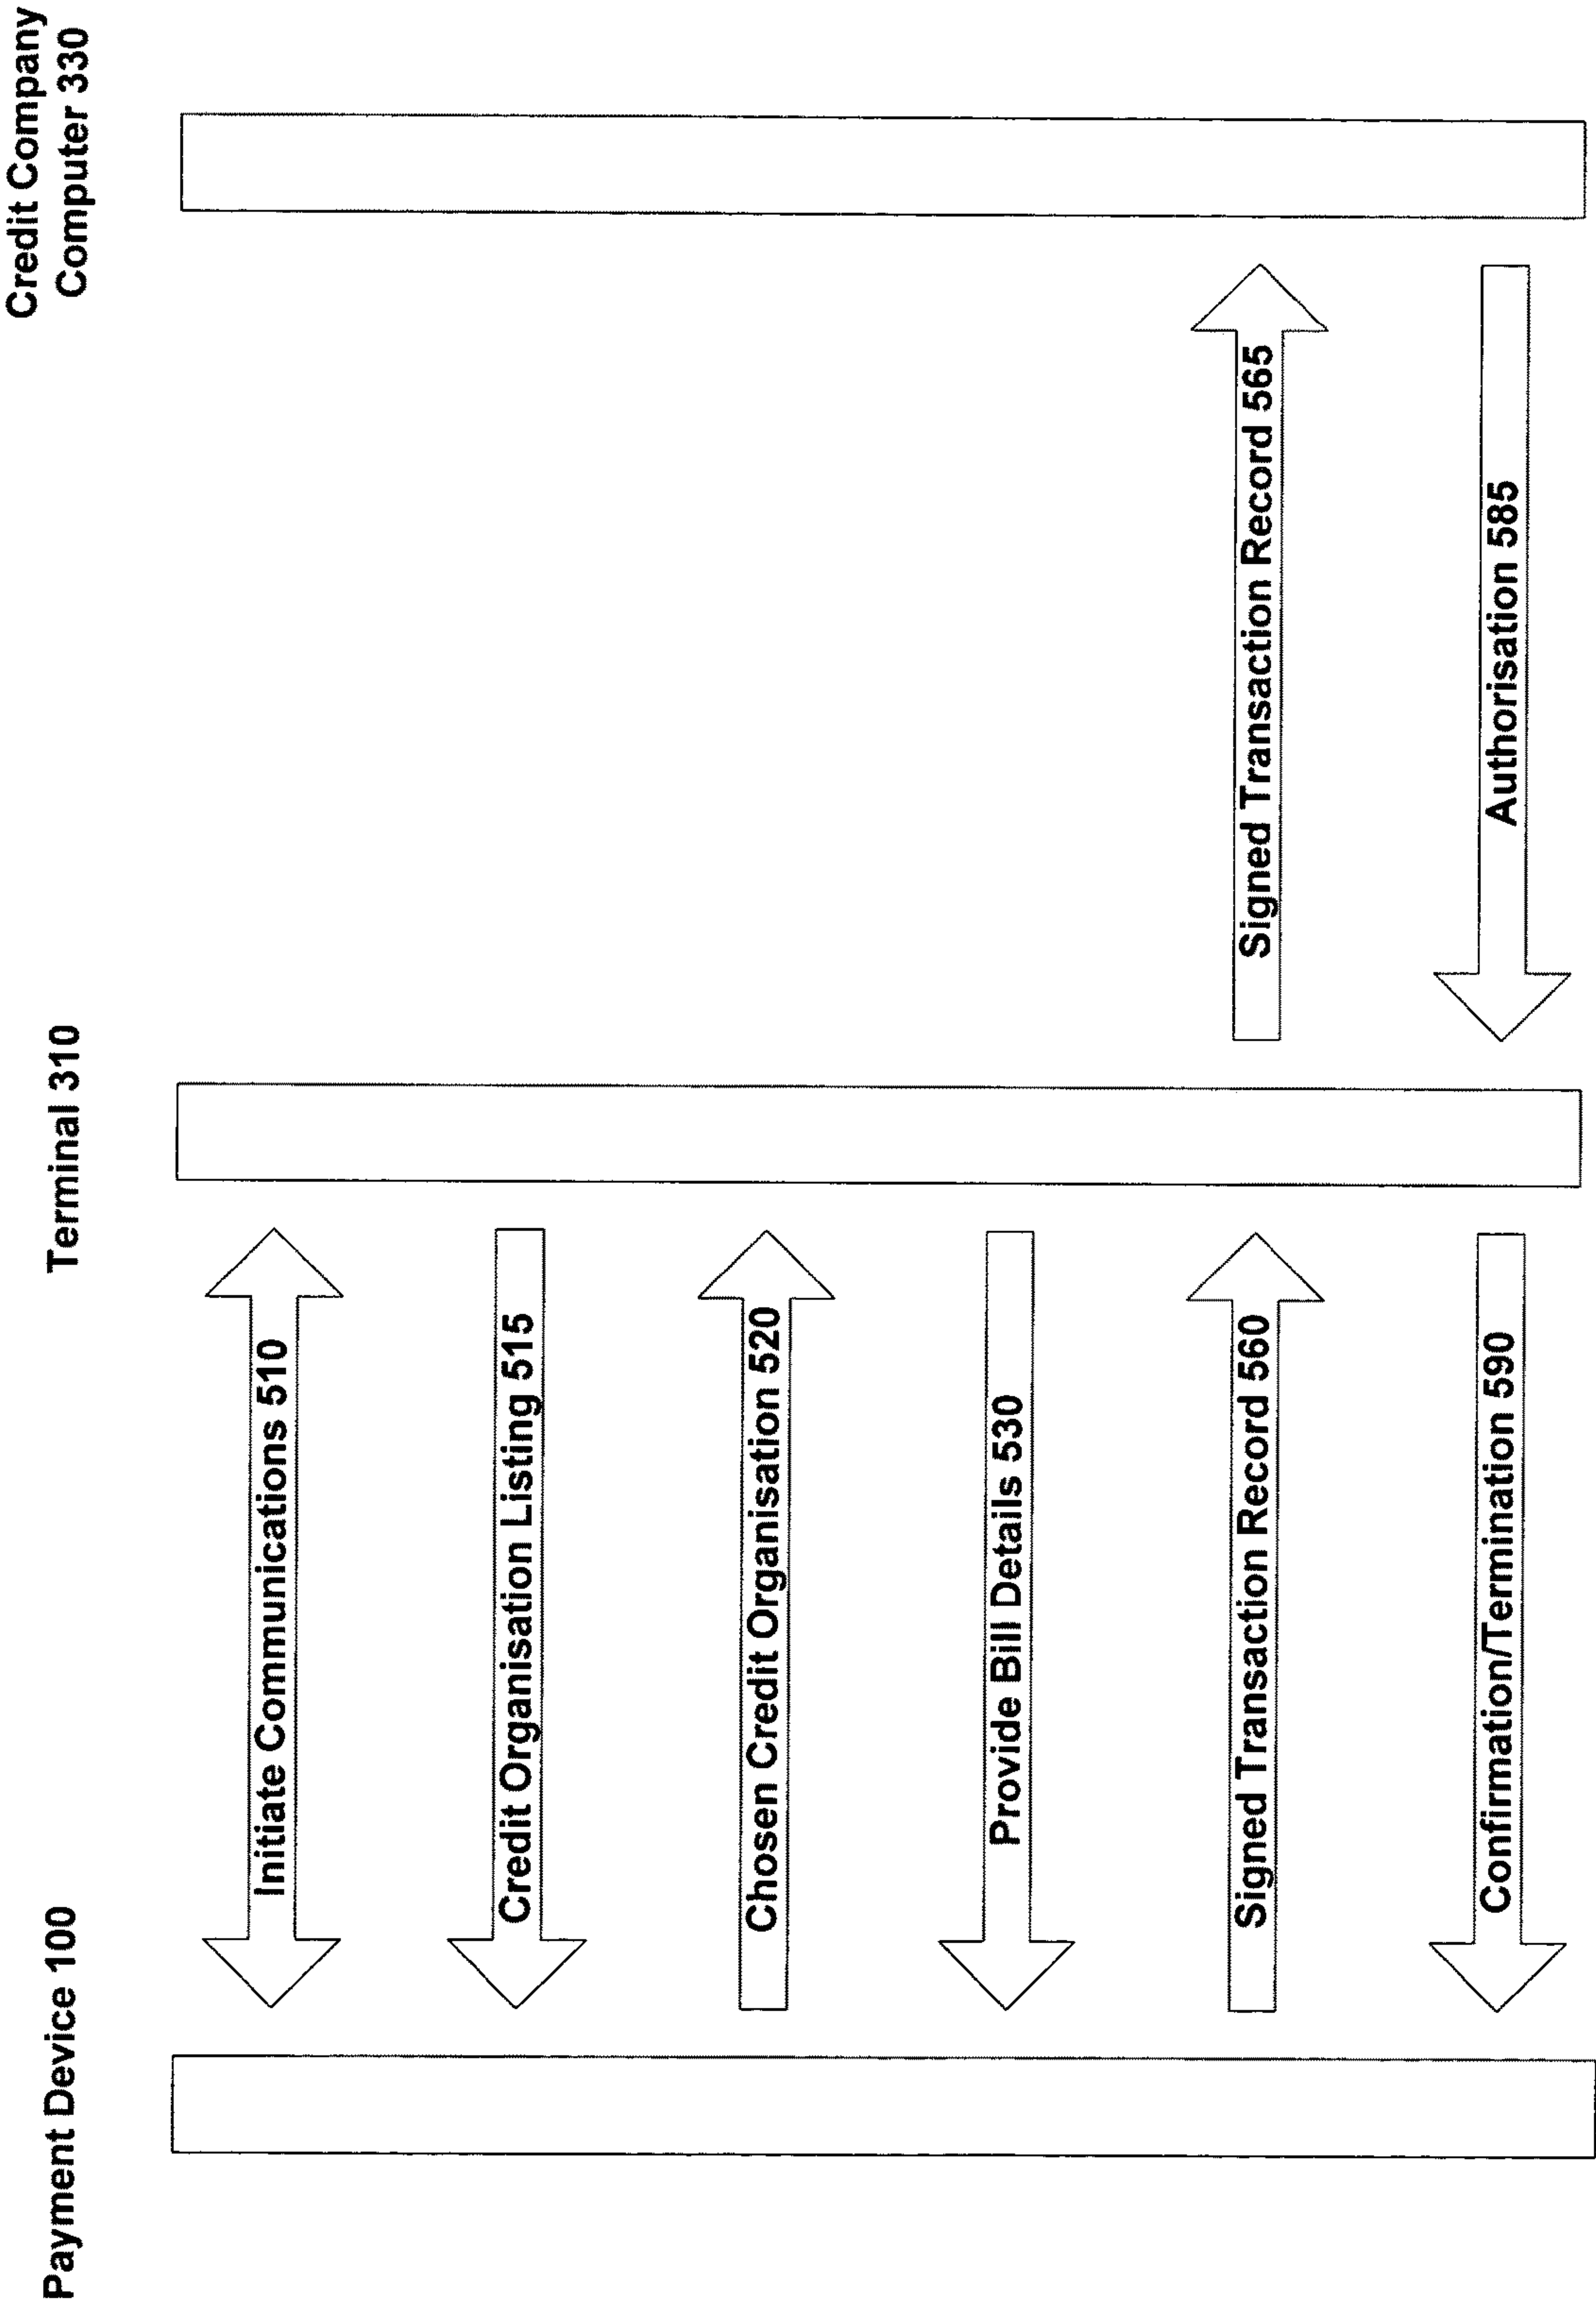 Payment Device 100
Terminal 310
Credit Company
Computer 330
Initiate Communications 510
Credit Organisation Listing 515
Chosen Credit Organisation 520
Provide Bill Details 530
Signed Transaction Record 560
Signed Transaction Record 565
Confirmation/Termination 590
Authorisation 585